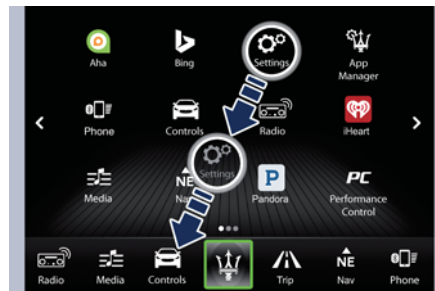 Aha
Bing
Settings
App
Manager
Phone
Controls
Radio
iHeart
Settings
Media
NE
Nav
P
Pandora
PC
Performance
Control
Radio
Media
Controls
Trip
NE
Nav
Phone